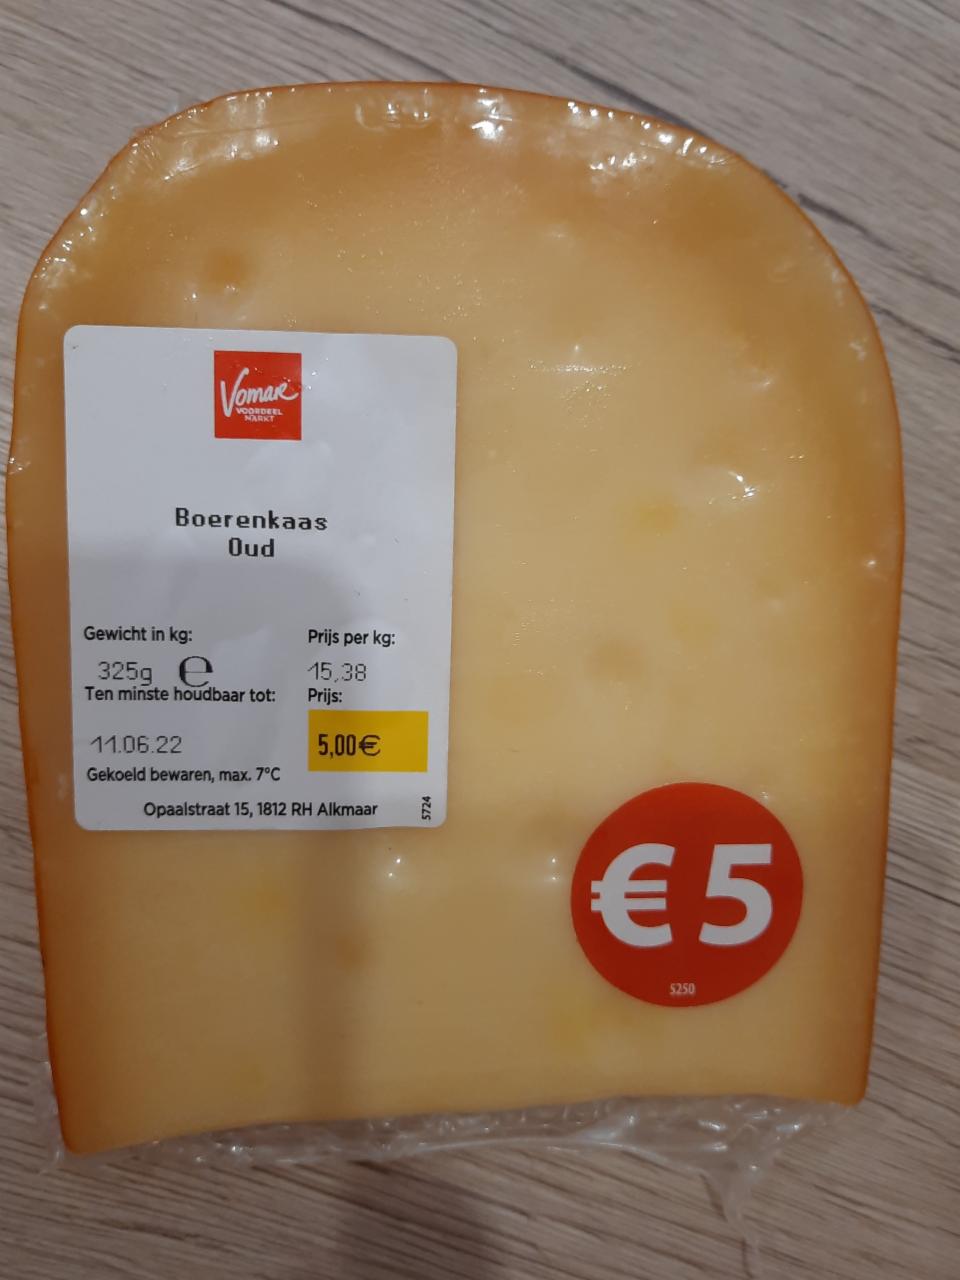 Vomar
VOORDEEL
MARKT
Boerenkaas
Oud
Gewicht in kg:
325g ℮
Ten minste houdbaar tot:
11.06.22
Gekoeld bewaren, max. 7°C
Prijs per kg:
15,38
Prijs:
5,00€
Opaalstraat 15, 1812 RH Alkmaar
5724
€5
5250